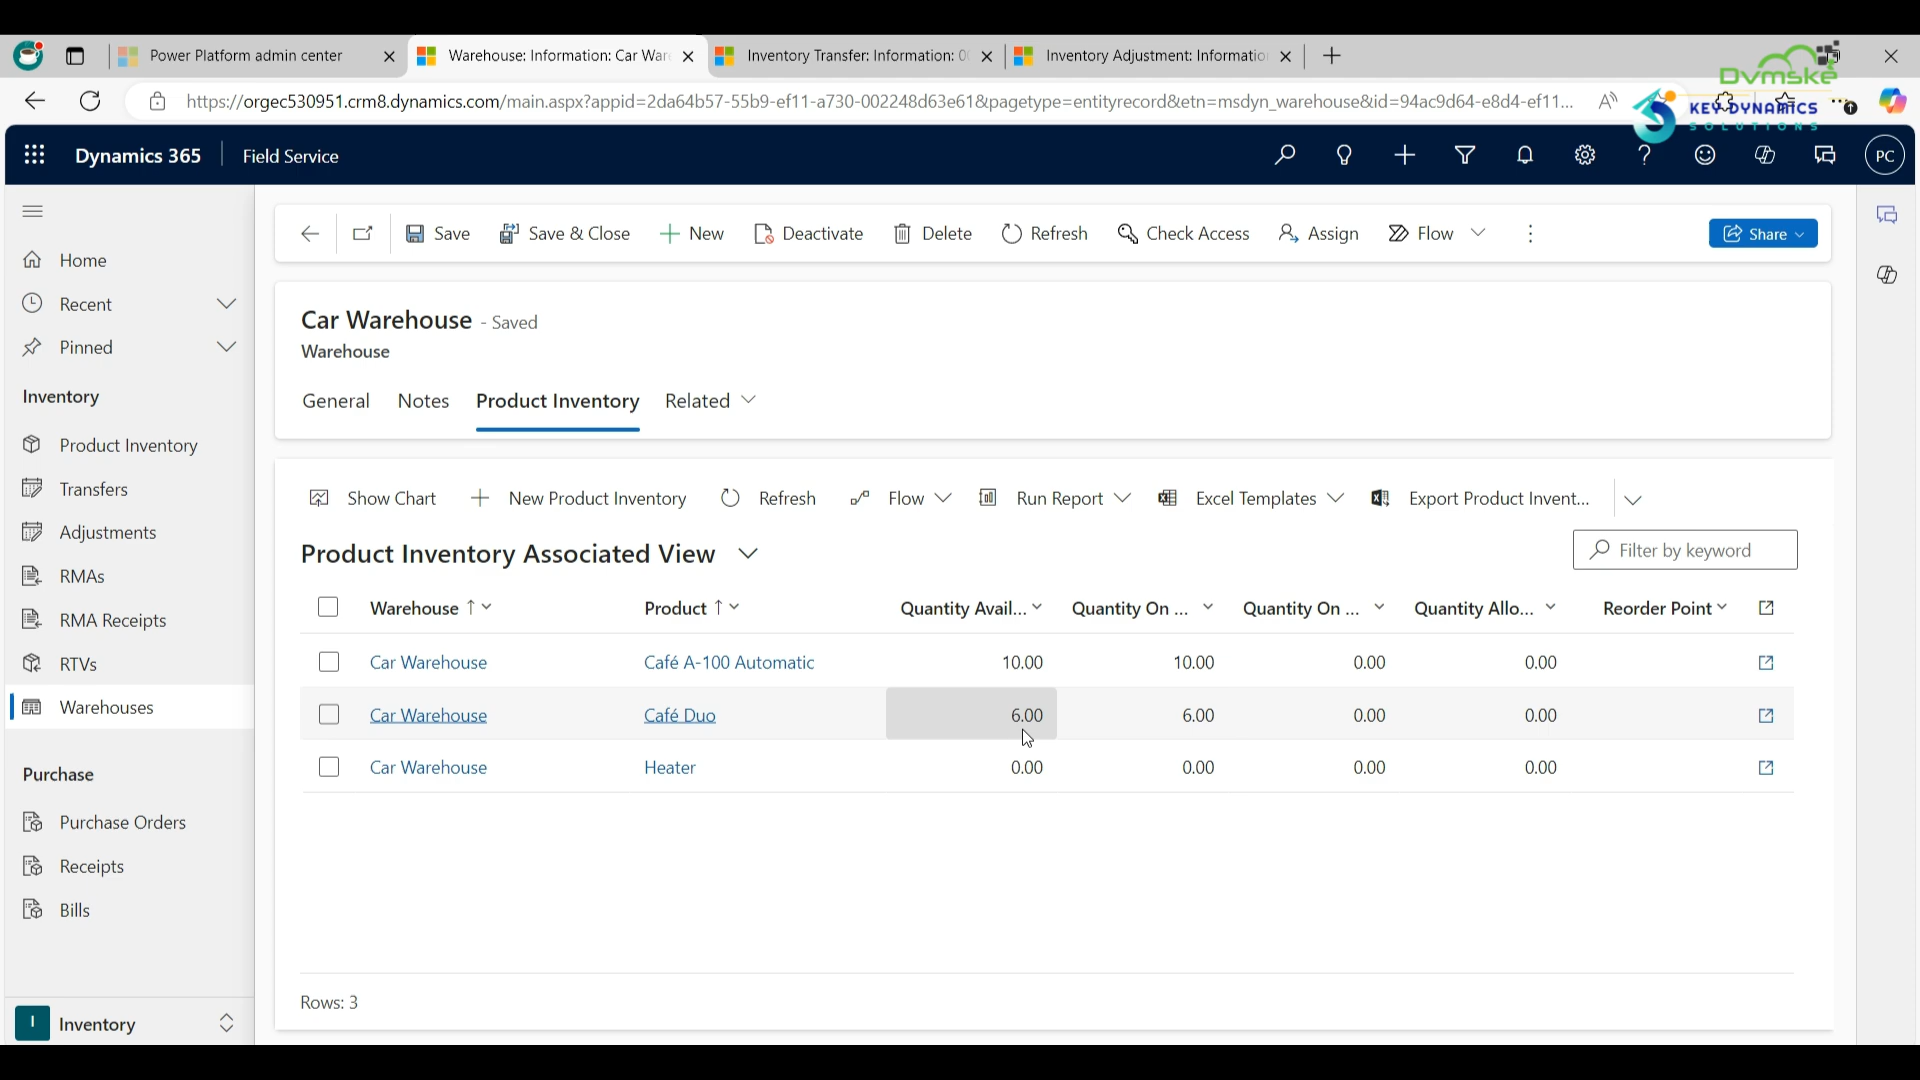 Power Platform admin center
Warehouse: Information: Car War
Inventory Transfer: Information: 0
Inventory Adjustment: Informatio
https://orgec530951.crm8.dynamics.com/main.aspx?appid=2da64b57-55b9-ef11-a730-002248d63e61&pagetype=entityrecord&etn=msdyn_warehouse&id=94ac9d64-e8d4-ef11...
Dvmske
KEY DYNAMICS
SOLUTIONS
Dynamics 365
Field Service
PC
Save
Save & Close
New
Deactivate
Delete
Refresh
Check Access
Assign
Flow
Share
Home
Recent
Pinned
Inventory
Product Inventory
Transfers
Adjustments
RMAs
RMA Receipts
RTVs
Warehouses
Purchase
Purchase Orders
Receipts
Bills
I Inventory
Car Warehouse - Saved
Warehouse
General Notes Product Inventory Related
Show Chart New Product Inventory Refresh Flow Run Report Excel Templates Export Product Invent...
Product Inventory Associated View
Filter by keyword
Warehouse Product Quantity Avail... Quantity On ... Quantity On ... Quantity Allo... Reorder Point
Car Warehouse Café A-100 Automatic 10.00 10.00 0.00 0.00
Car Warehouse Café Duo 6.00 6.00 0.00 0.00
Car Warehouse Heater 0.00 0.00 0.00 0.00
Rows: 3